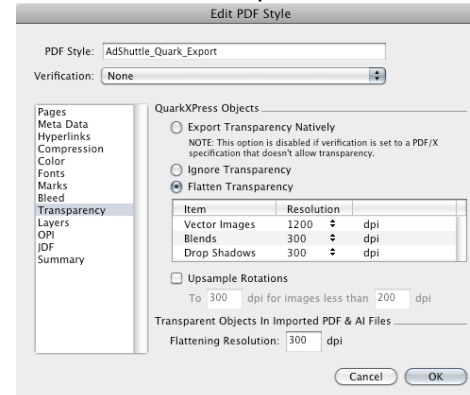 Edit PDF Style
PDF Style: AdShuttle_Quark_Export
Verification: None
Pages
Meta Data
Hyperlinks
Compression
Color
Fonts
Marks
Bleed
Transparency
Layers
OPI
JDF
Summary
QuarkXPress Objects
Export Transparency Natively
NOTE: This option is disabled if verification is set to a PDF/X
specification that doesn't allow transparency.
Ignore Transparency
Flatten Transparency
Item Resolution
Vector Images 1200 dpi
Blends 300 dpi
Drop Shadows 300 dpi
Upsample Rotations
To 300 dpi for images less than 200 dpi
Transparent Objects In Imported PDF & AI Files
Flattening Resolution: 300 dpi
Cancel OK